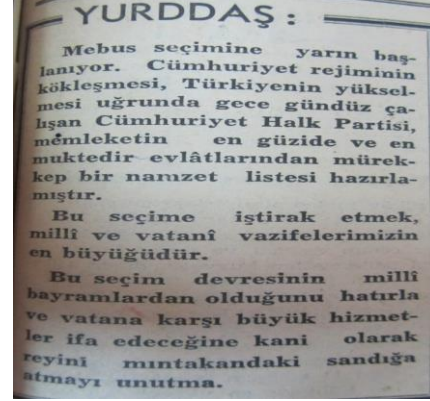 YURDDAŞ :
Mebus seçimine yarın baş-
lanıyor. Cümhuriyet rejiminin
kökleşmesi, Türkiyenin yüksel-
mesi uğrunda gece gündüz ça-
lışan Cümhuriyet Halk Partisi,
memleketin en güzide ve en
muktedir evlâtlarından mürek-
kep bir namzet listesi hazırla-
mıştır.
Bu seçime iştirak etmek,
millî ve vatanî vazifelerimizin
en büyüğüdür.
Bu seçim devresinin millî
bayramlardan olduğunu hatırla
ve vatana karşı büyük hizmet-
ler ifa edeceğine kani olarak
reyini mıntakandaki sandığa
atmayı unutma.